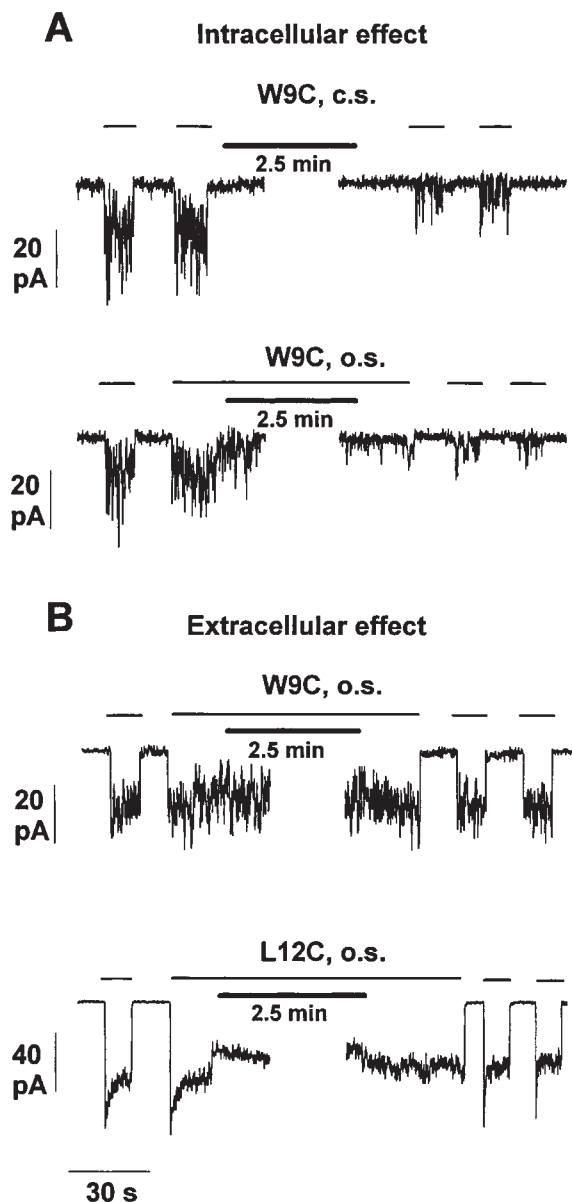 A
Intracellular effect
W9C, c.s.
2.5 min
20
pA
W9C, o.s.
2.5 min
20
pA
B
Extracellular effect
W9C, o.s.
2.5 min
20
pA
L12C, o.s.
2.5 min
40
pA
30 s